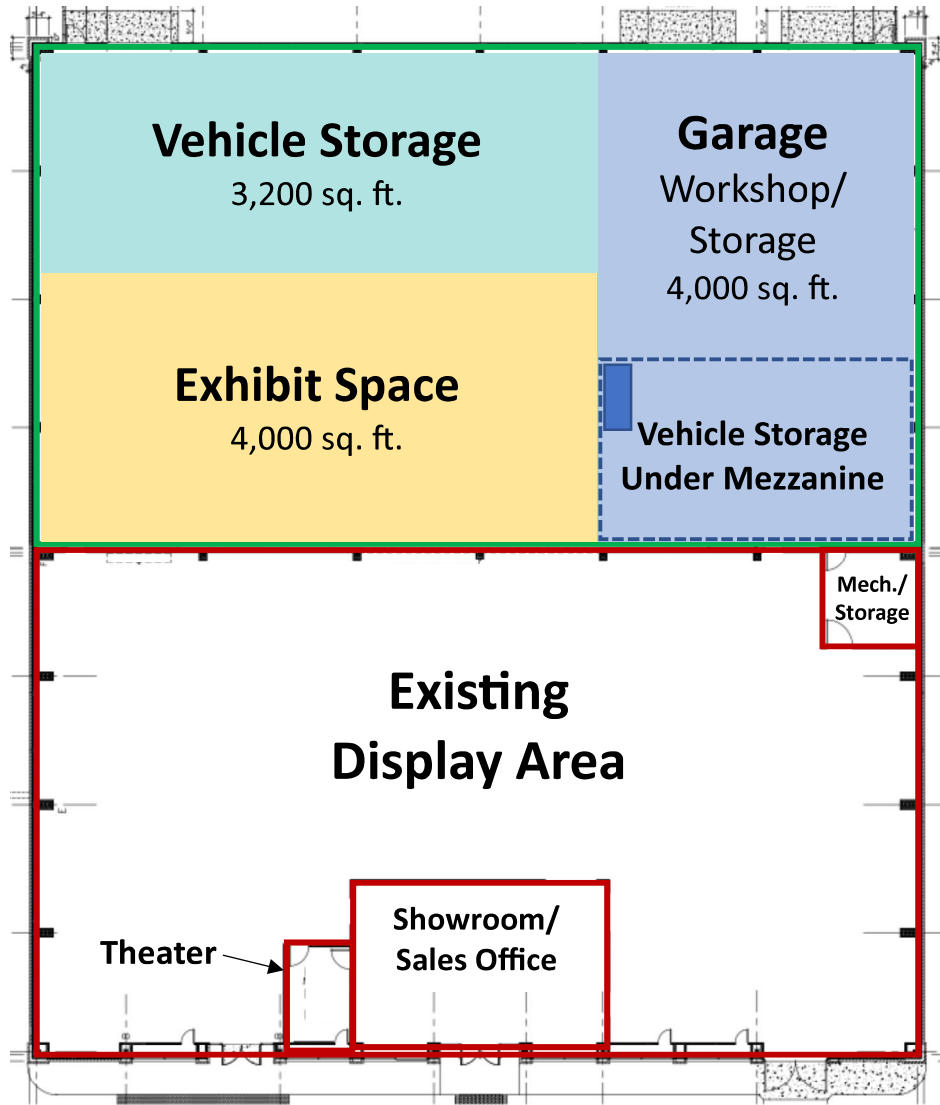 Vehicle Storage
3,200 sq. ft.
Garage
Workshop/
Storage
4,000 sq. ft.
Exhibit Space
4,000 sq. ft.
Vehicle Storage
Under Mezzanine
Mech./
Storage
Existing
Display Area
E
Showroom/
Sales Office
Theater